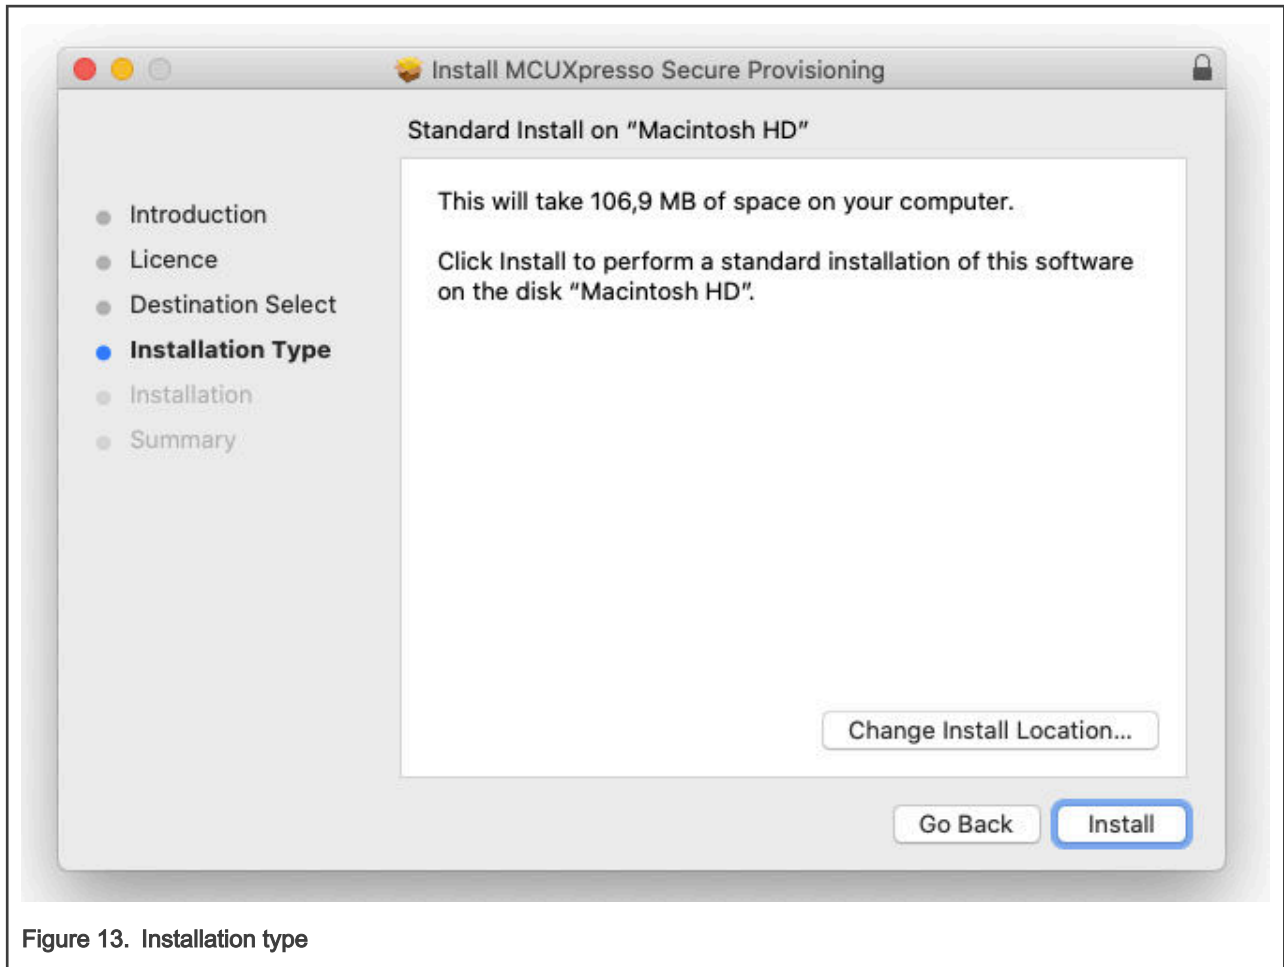 Install MCUXpresso Secure Provisioning
Standard Install on “Macintosh HD”
Introduction
Licence
Destination Select
Installation Type
Installation
Summary
This will take 106,9 MB of space on your computer.
Click Install to perform a standard installation of this software
on the disk “Macintosh HD”.
Change Install Location...
Go Back
Install
Figure 13. Installation type